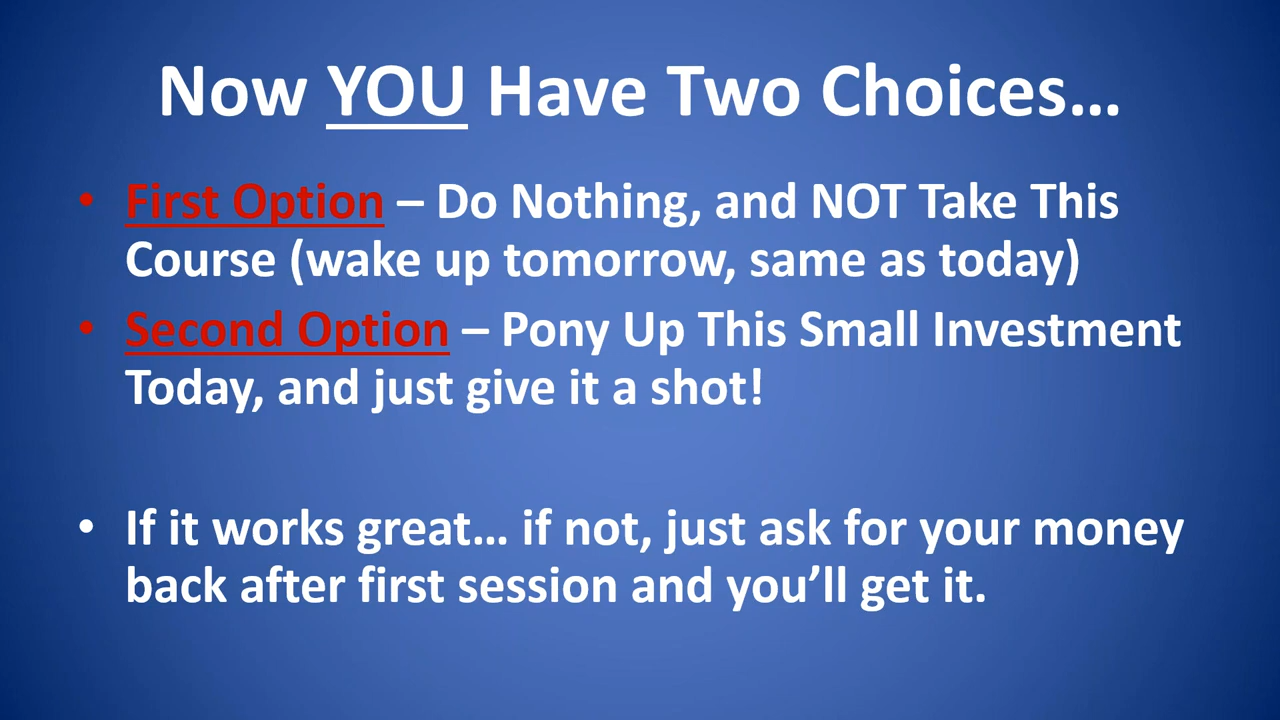 Now YOU Have Two Choices…
• First Option – Do Nothing, and NOT Take This
Course (wake up tomorrow, same as today)
• Second Option – Pony Up This Small Investment
Today, and just give it a shot!
• If it works great… if not, just ask for your money
back after first session and you’ll get it.